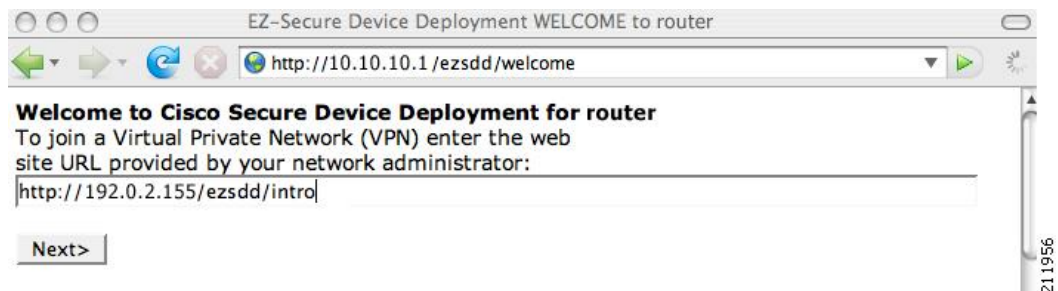 EZ-Secure Device Deployment WELCOME to router
http://10.10.10.1/ezsdd/welcome
Welcome to Cisco Secure Device Deployment for router
To join a Virtual Private Network (VPN) enter the web
site URL provided by your network administrator:
http://192.0.2.155/ezsdd/intro
Next>
211956